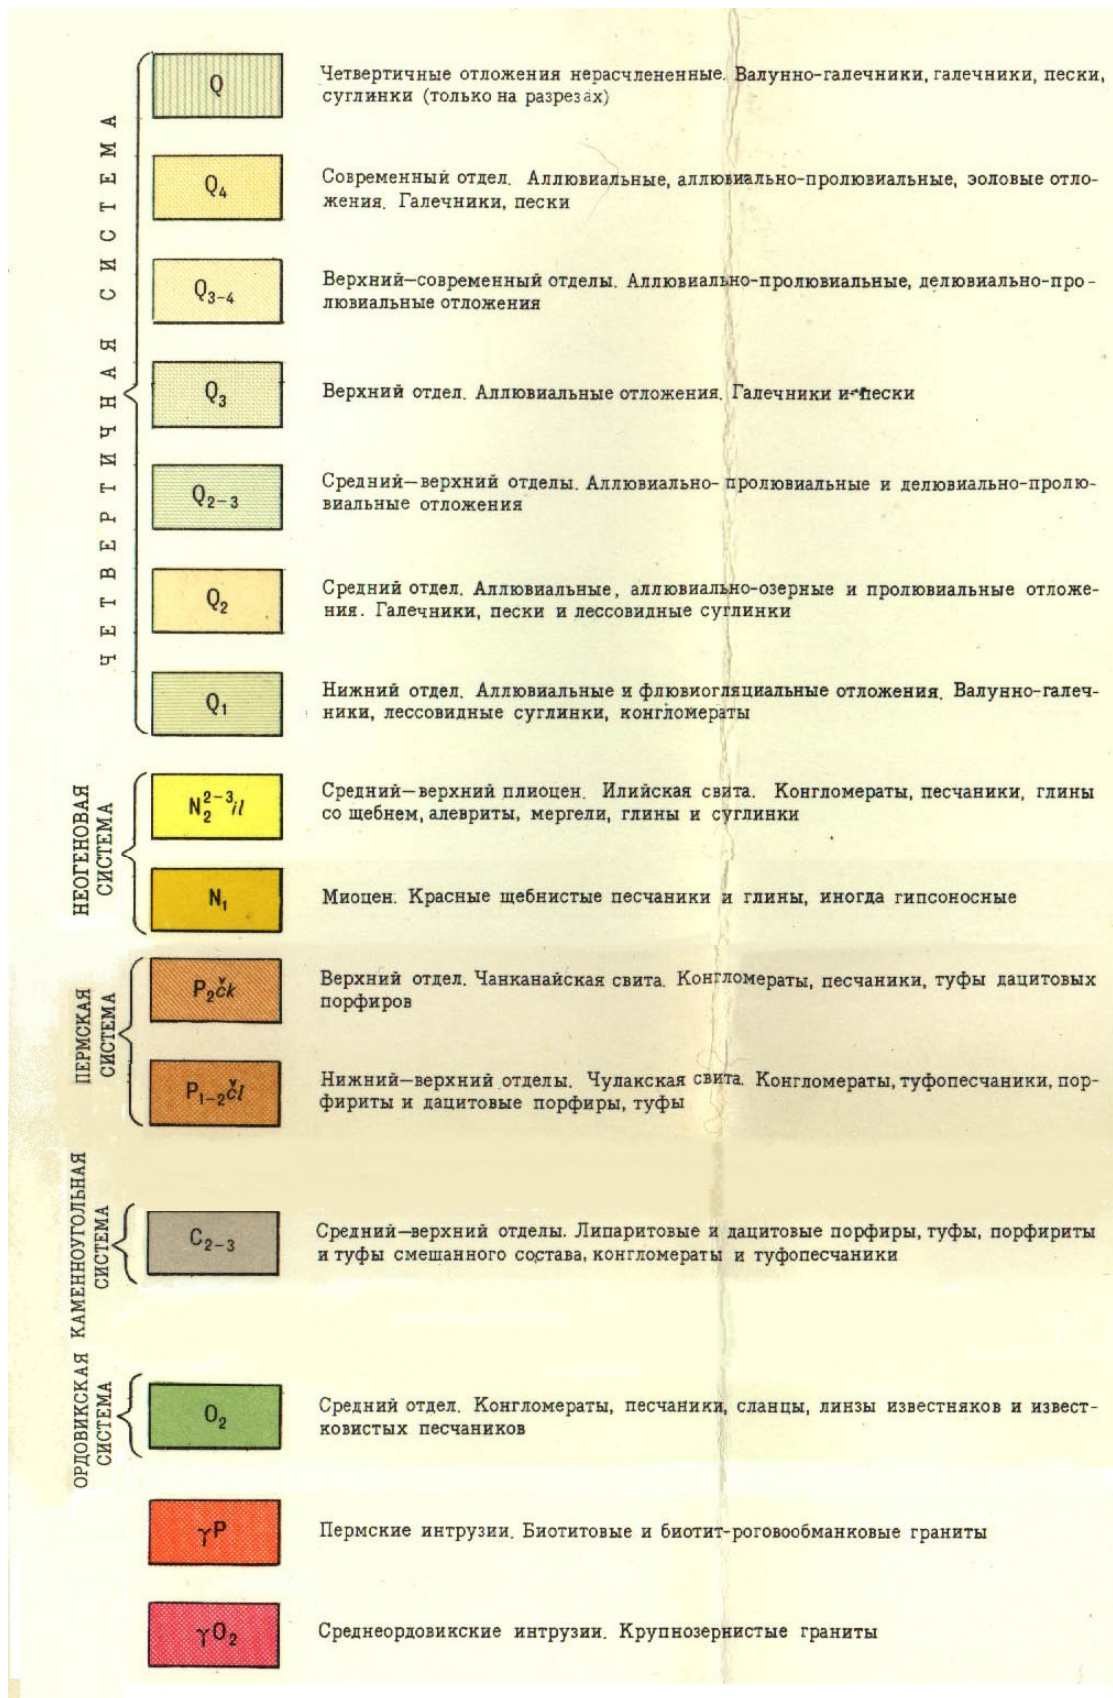 ЧЕТВЕРТИЧНАЯ СИСТЕМА
Q
Четвертичные отложения нерасчлененные. Валунно-галечники, галечники, пески,
суглинки (только на разрезах)
Q₄
Современный отдел. Аллювиальные, аллювиально-пролювиальные, эоловые отло-
жения. Галечники, пески
Q₃₋₄
Верхний—современный отделы. Аллювиально-пролювиальные, делювиально-про-
лювиальные отложения
Q₃
Верхний отдел. Аллювиальные отложения. Галечники и пески
Q₂₋₃
Средний—верхний отделы. Аллювиально-пролювиальные и делювиально-пролю-
виальные отложения
Q₂
Средний отдел. Аллювиальные, аллювиально-озерные и пролювиальные отложе-
ния. Галечники, пески и лессовидные суглинки
Q₁
Нижний отдел. Аллювиальные и флювиогляциальные отложения. Валунно-галеч-
ники, лессовидные суглинки, конгломераты
НЕОГЕНОВАЯ
СИСТЕМА
N₂²⁻³il
Средний—верхний плиоцен. Илийская свита. Конгломераты, песчаники, глины
со щебнем, алевриты, мергели, глины и суглинки
N₁
Миоцен. Красные щебнистые песчаники и глины, иногда гипсоносные
ПЕРМСКАЯ
СИСТЕМА
P₂čk
Верхний отдел. Чанканайская свита. Конгломераты, песчаники, туфы дацитовых
порфиров
P₁₋₂čl
Нижний—верхний отделы. Чулакская свита. Конгломераты, туфопесчаники, пор-
фириты и дацитовые порфиры, туфы
КАМЕННОУГОЛЬНАЯ
СИСТЕМА
C₂₋₃
Средний—верхний отделы. Липаритовые и дацитовые порфиры, туфы, порфириты
и туфы смешанного состава, конгломераты и туфопесчаники
ОРДОВИКСКАЯ
СИСТЕМА
O₂
Средний отдел. Конгломераты, песчаники, сланцы, линзы известняков и извест-
ковистых песчаников
γP
Пермские интрузии. Биотитовые и биотит-роговообманковые граниты
γO₂
Среднеордовикские интрузии. Крупнозернистые граниты